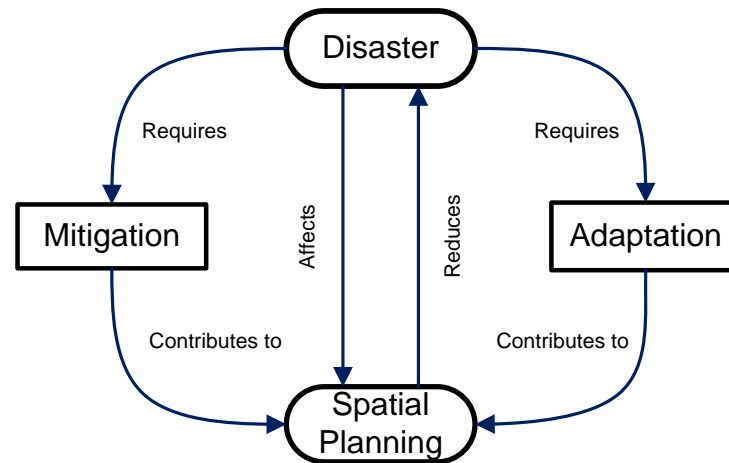 Disaster
Requires
Requires
Mitigation
Affects
Reduces
Adaptation
Contributes to
Contributes to
Spatial
Planning